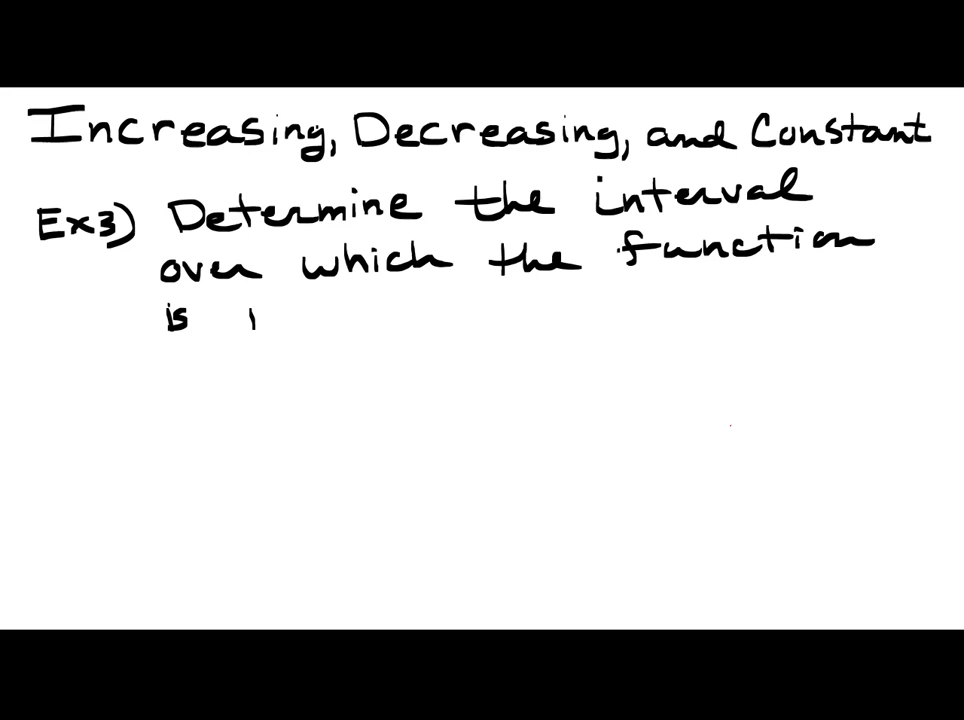 Increasing, Decreasing, and Constant
Ex3) Determine the interval
over which the function
is